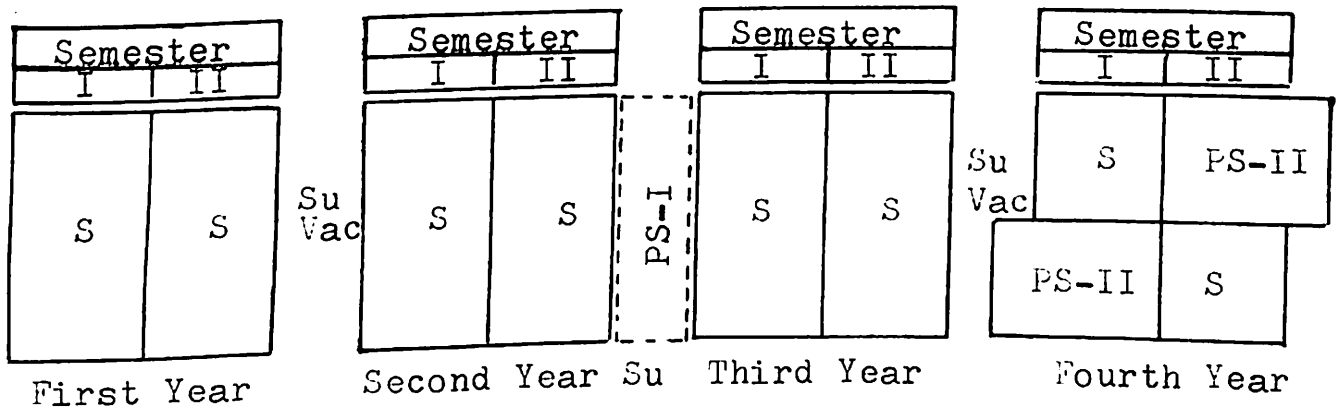 Semester
I II
S S
First Year
Su
Vac
Semester
I II
S S
Second Year
PS-I
Su
Semester
I II
S S
Third Year
Su
Vac
Semester
I II
S PS-II
PS-II S
Fourth Year